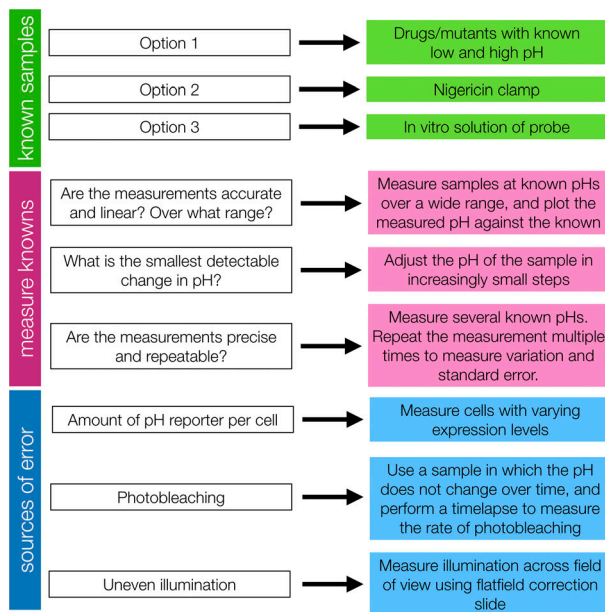 known samples
Option 1
Drugs/mutants with known
low and high pH
Option 2
Nigericin clamp
Option 3
In vitro solution of probe
measure knowns
Are the measurements accurate
and linear? Over what range?
Measure samples at known pHs
over a wide range, and plot the
measured pH against the known
What is the smallest detectable
change in pH?
Adjust the pH of the sample in
increasingly small steps
Are the measurements precise
and repeatable?
Measure several known pHs.
Repeat the measurement multiple
times to measure variation and
standard error.
sources of error
Amount of pH reporter per cell
Measure cells with varying
expression levels
Photobleaching
Use a sample in which the pH
does not change over time, and
perform a timelapse to measure
the rate of photobleaching
Uneven illumination
Measure illumination across field
of view using flatfield correction
slide